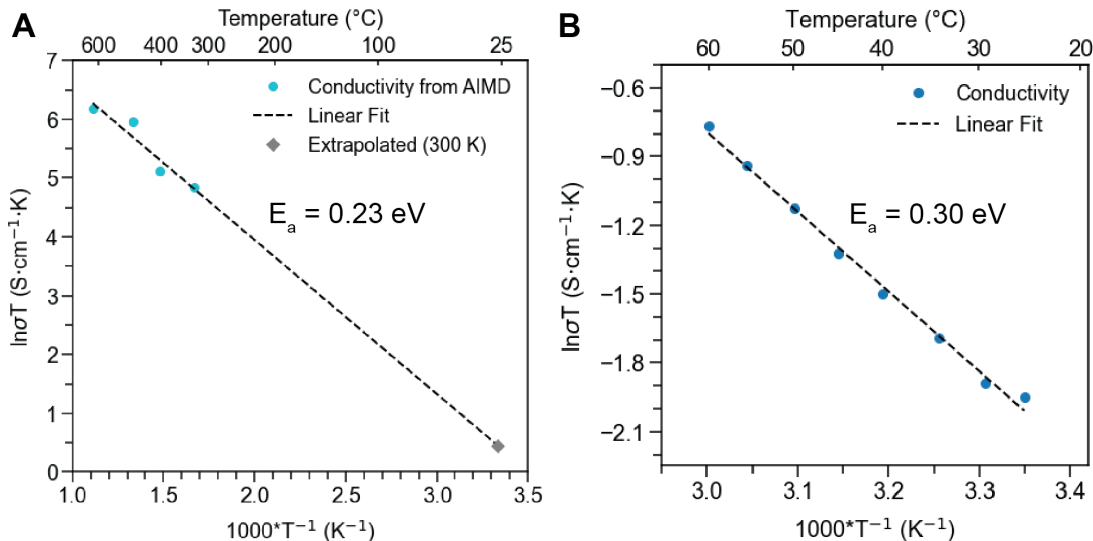 A
Temperature (°C)
600 400 300 200 100 25
7
6
5
4
3
2
1
0
Conductivity from AIMD
Linear Fit
Extrapolated (300 K)
Eₐ = 0.23 eV
lnσT (S·cm⁻¹·K)
1.0 1.5 2.0 2.5 3.0 3.5
1000*T⁻¹ (K⁻¹)
B
Temperature (°C)
60 50 40 30 20
−0.6
−0.9
−1.2
−1.5
−1.8
−2.1
Conductivity
Linear Fit
Eₐ = 0.30 eV
lnσT (S·cm⁻¹·K)
3.0 3.1 3.2 3.3 3.4
1000*T⁻¹ (K⁻¹)